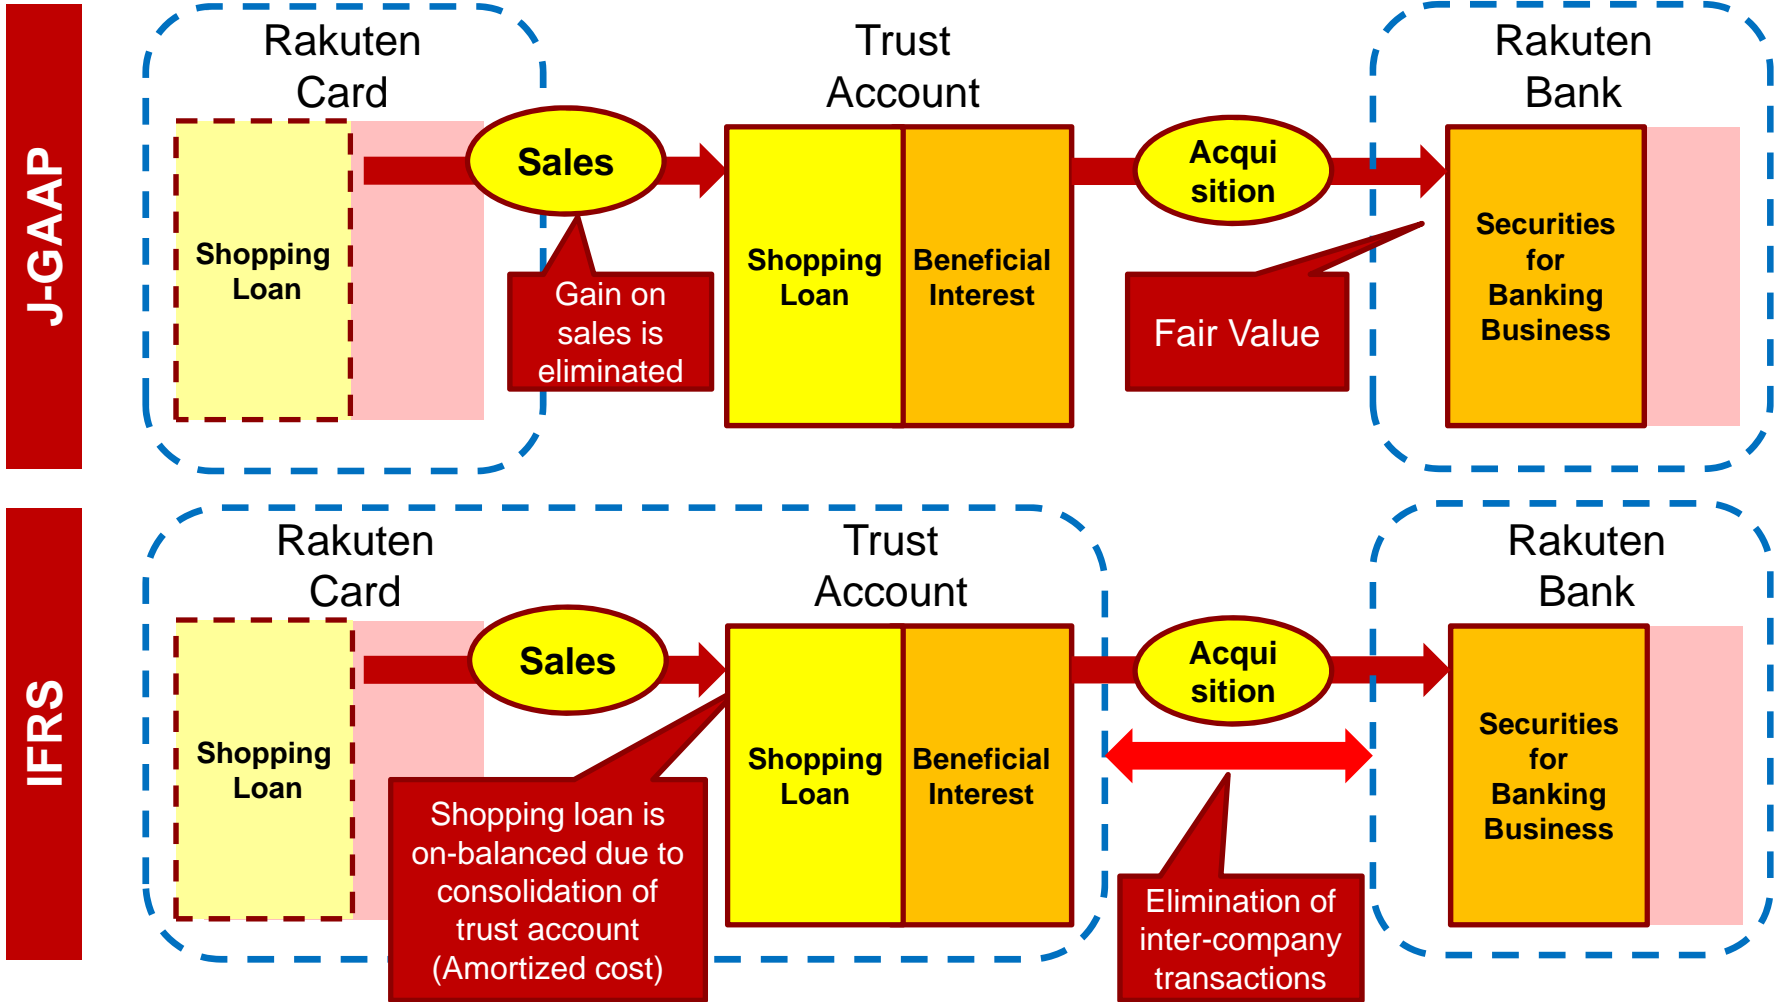 J-GAAP
Rakuten
Card
Trust
Account
Rakuten
Bank
Shopping
Loan
Sales
Gain on
sales is
eliminated
Shopping
Loan
Beneficial
Interest
Acqui
sition
Fair Value
Securities
for
Banking
Business
IFRS
Rakuten
Card
Trust
Account
Rakuten
Bank
Shopping
Loan
Sales
Shopping loan is
on-balanced due to
consolidation of
trust account
(Amortized cost)
Shopping
Loan
Beneficial
Interest
Acqui
sition
Elimination of
inter-company
transactions
Securities
for
Banking
Business